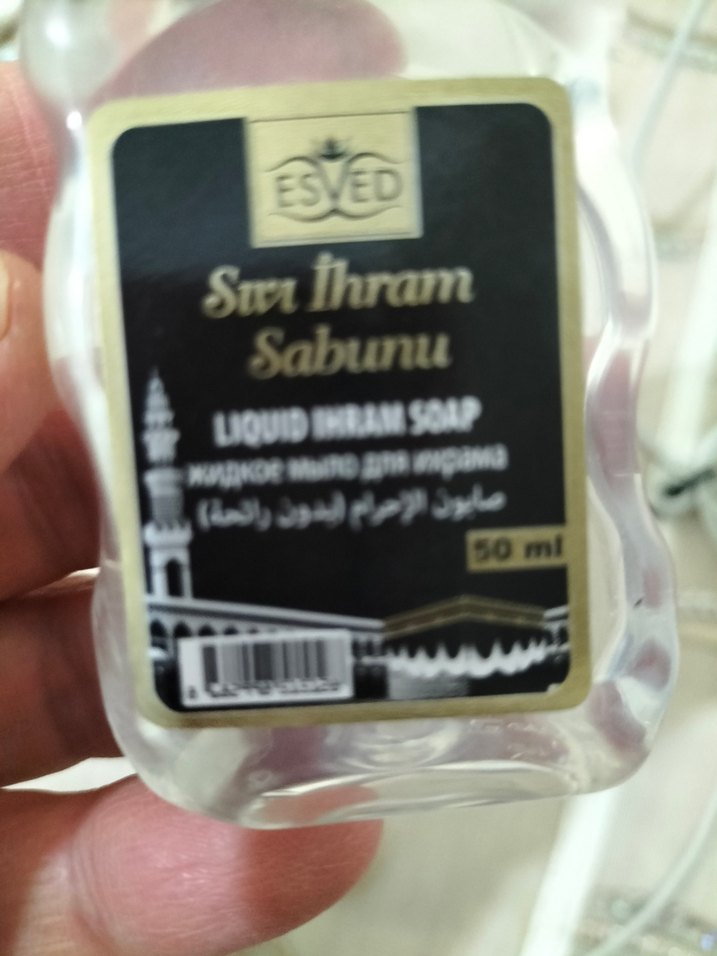 ESVED
Sıvı İhram
Sabunu
LIQUID IHRAM SOAP
жидкое мыло для ихрама
صابون الإحرام (بدون رائحة)
50 ml